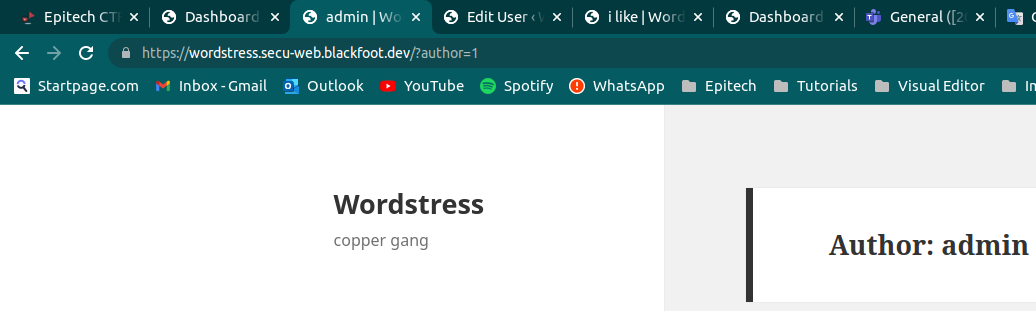 Epitech CT
Dashboard
admin | Wo
Edit User ‹
i like | Word
Dashboard
General ([2
https://wordstress.secu-web.blackfoot.dev/?author=1
Startpage.com
Inbox - Gmail
Outlook
YouTube
Spotify
WhatsApp
Epitech
Tutorials
Visual Editor
In
Wordstress
copper gang
Author: admin